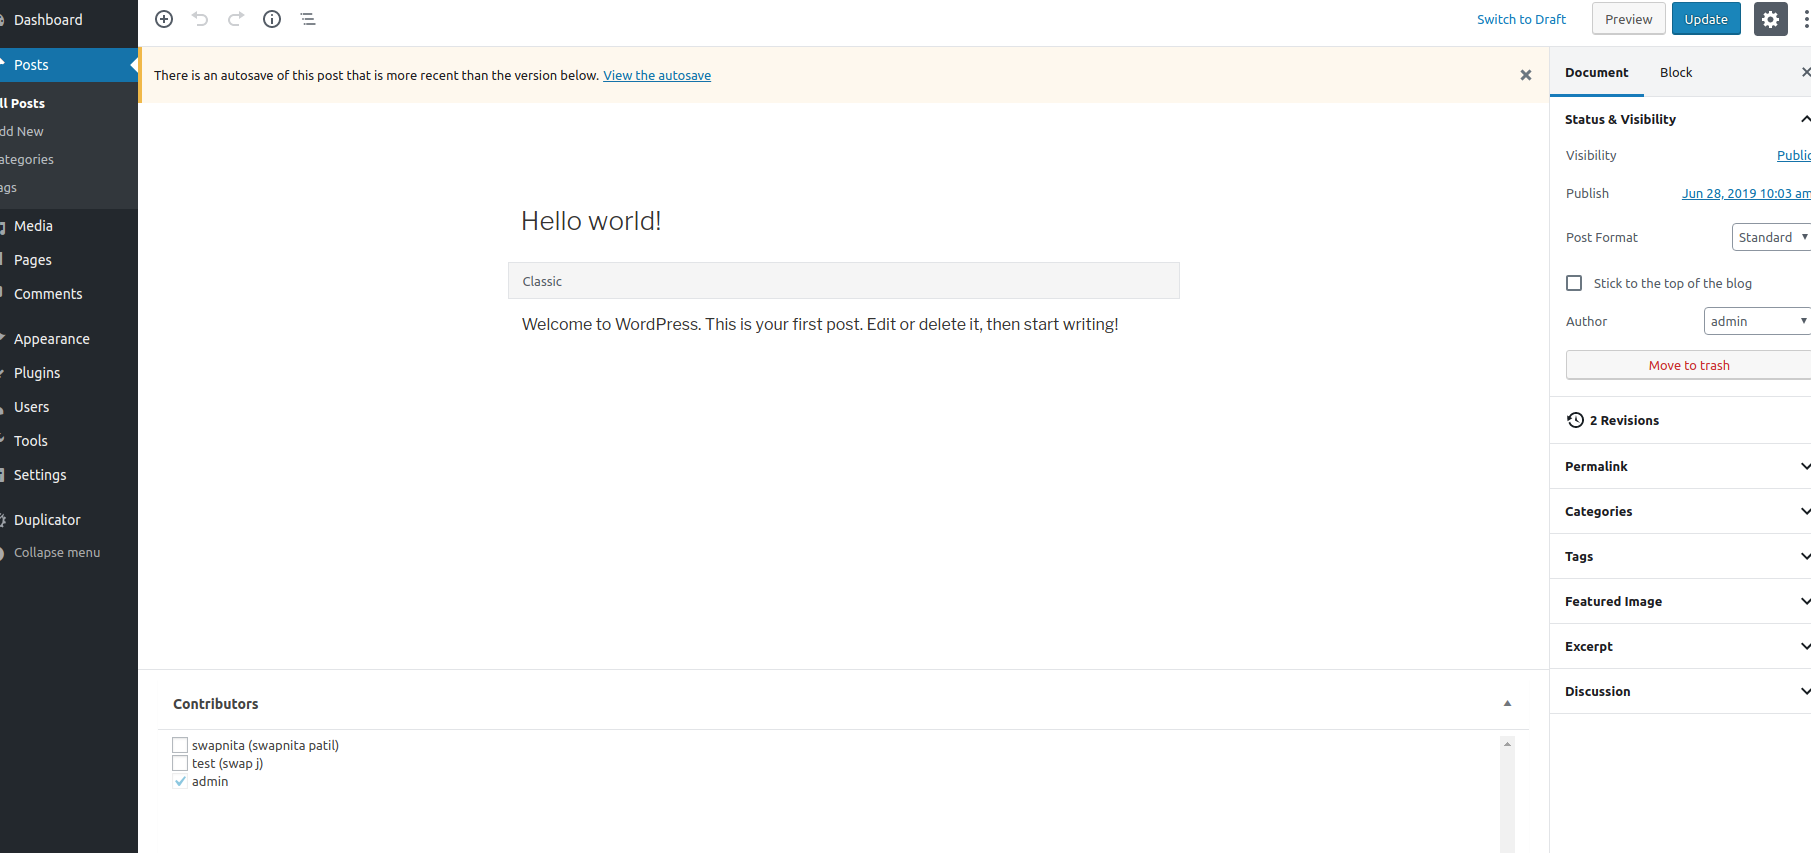 Dashboard
Posts
ll Posts
dd New
ategories
ags
Media
Pages
Comments
Appearance
Plugins
Users
Tools
Settings
Duplicator
Collapse menu
Switch to Draft
Preview
Update
There is an autosave of this post that is more recent than the version below. View the autosave
Hello world!
Classic
Welcome to WordPress. This is your first post. Edit or delete it, then start writing!
Contributors
swapnita (swapnita patil)
test (swap j)
admin
Document Block
Status & Visibility
Visibility Public
Publish Jun 28, 2019 10:03 am
Post Format Standard
Stick to the top of the blog
Author admin
Move to trash
2 Revisions
Permalink
Categories
Tags
Featured Image
Excerpt
Discussion